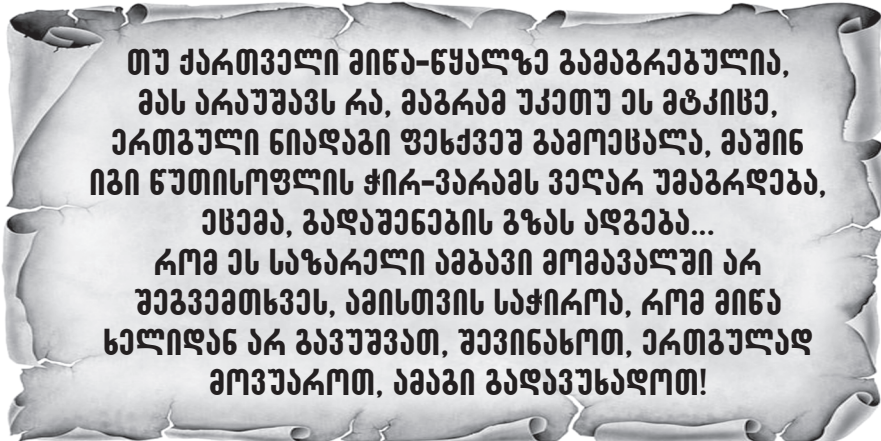 თუ ქართველი მიწა-წყალზე გამაგრებულია,
მას არაუშავს რა, მაგრამ უკეთუ ეს მტკიცე,
ერთგული ნიადაგი ფეხქვეშ გამოეცალა, მაშინ
იგი წუთისოფლის ჭირ-ვარამს ვეღარ უმაგრდება,
ეცემა, გადაშენების გზას ადგება...
რომ ეს საზარელი ამბავი მომავალში არ
შეგვემთხვეს, ამისთვის საჭიროა, რომ მიწა
ხელიდან არ გავუშვათ, შევინახოთ, ერთგულად
მოვუაროთ, ამაგი გადავუხადოთ!